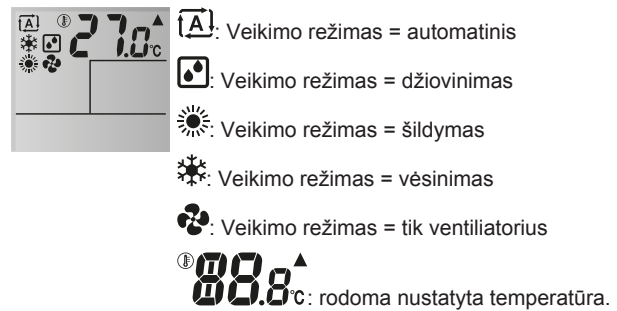 A 27.0°C
A: Veikimo režimas = automatinis
: Veikimo režimas = džiovinimas
: Veikimo režimas = šildymas
: Veikimo režimas = vėsinimas
: Veikimo režimas = tik ventiliatorius
88.8°C: rodoma nustatyta temperatūra.